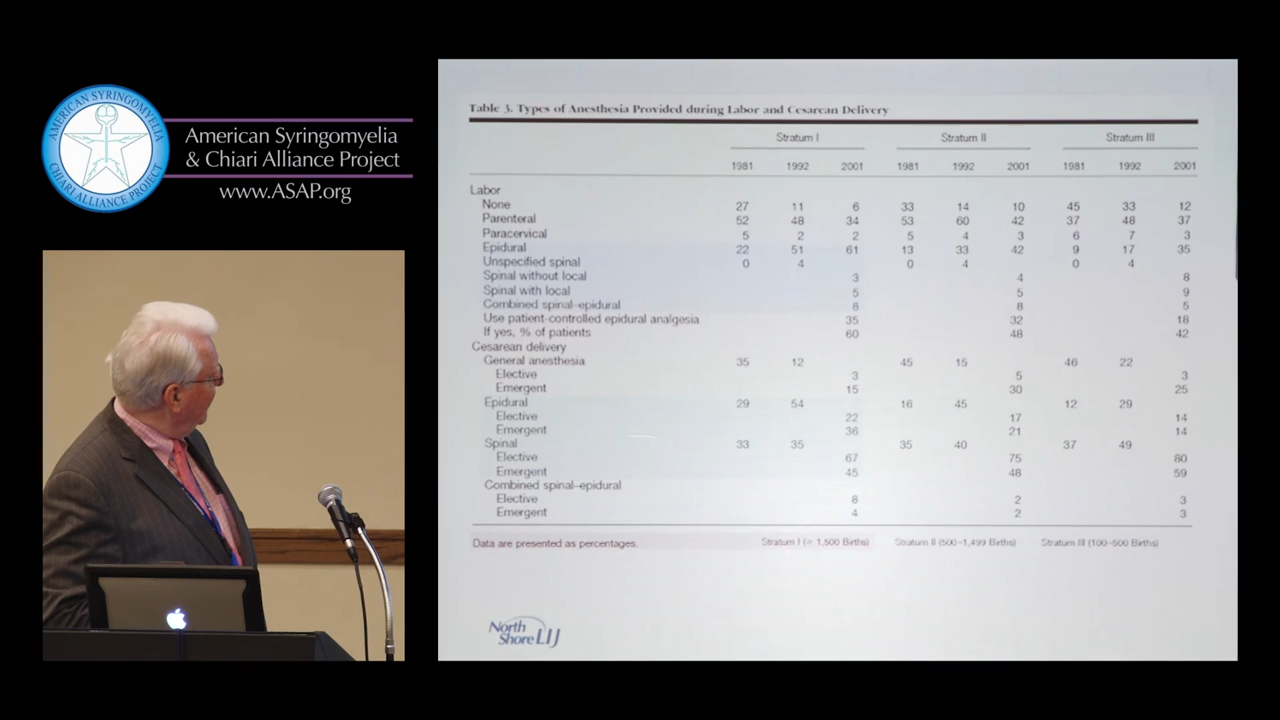 AMERICAN SYRINGOMYELIA
CHIARI ALLIANCE PROJECT
American Syringomyelia
& Chiari Alliance Project
www.ASAP.org
Table 3. Types of Anesthesia Provided during Labor and Cesarean Delivery
Stratum I Stratum II Stratum III
1981 1992 2001 1981 1992 2001 1981 1992 2001
Labor
None 27 11 6 33 14 10 45 33 12
Parenteral 52 48 34 53 60 42 37 48 37
Paracervical 5 2 2 5 4 3 6 7 3
Epidural 22 51 61 13 33 42 9 17 35
Unspecified spinal 0 4 0 4 0 4
Spinal without local 3 4 8
Spinal with local 5 5 9
Combined spinal–epidural 8 8 5
Use patient-controlled epidural analgesia 35 32 18
If yes, % of patients 60 48 42
Cesarean delivery
General anesthesia 35 12 45 15 46 22
Elective 3 5 3
Emergent 15 30 25
Epidural 29 54 16 45 12 29
Elective 22 17 14
Emergent 36 21 14
Spinal 33 35 35 40 37 49
Elective 67 75 80
Emergent 45 48 59
Combined spinal–epidural
Elective 8 2 3
Emergent 4 2 3
Data are presented as percentages. Stratum I (≥ 1,500 Births) Stratum II (500–1,499 Births) Stratum III (100–500 Births)
North
Shore LIJ